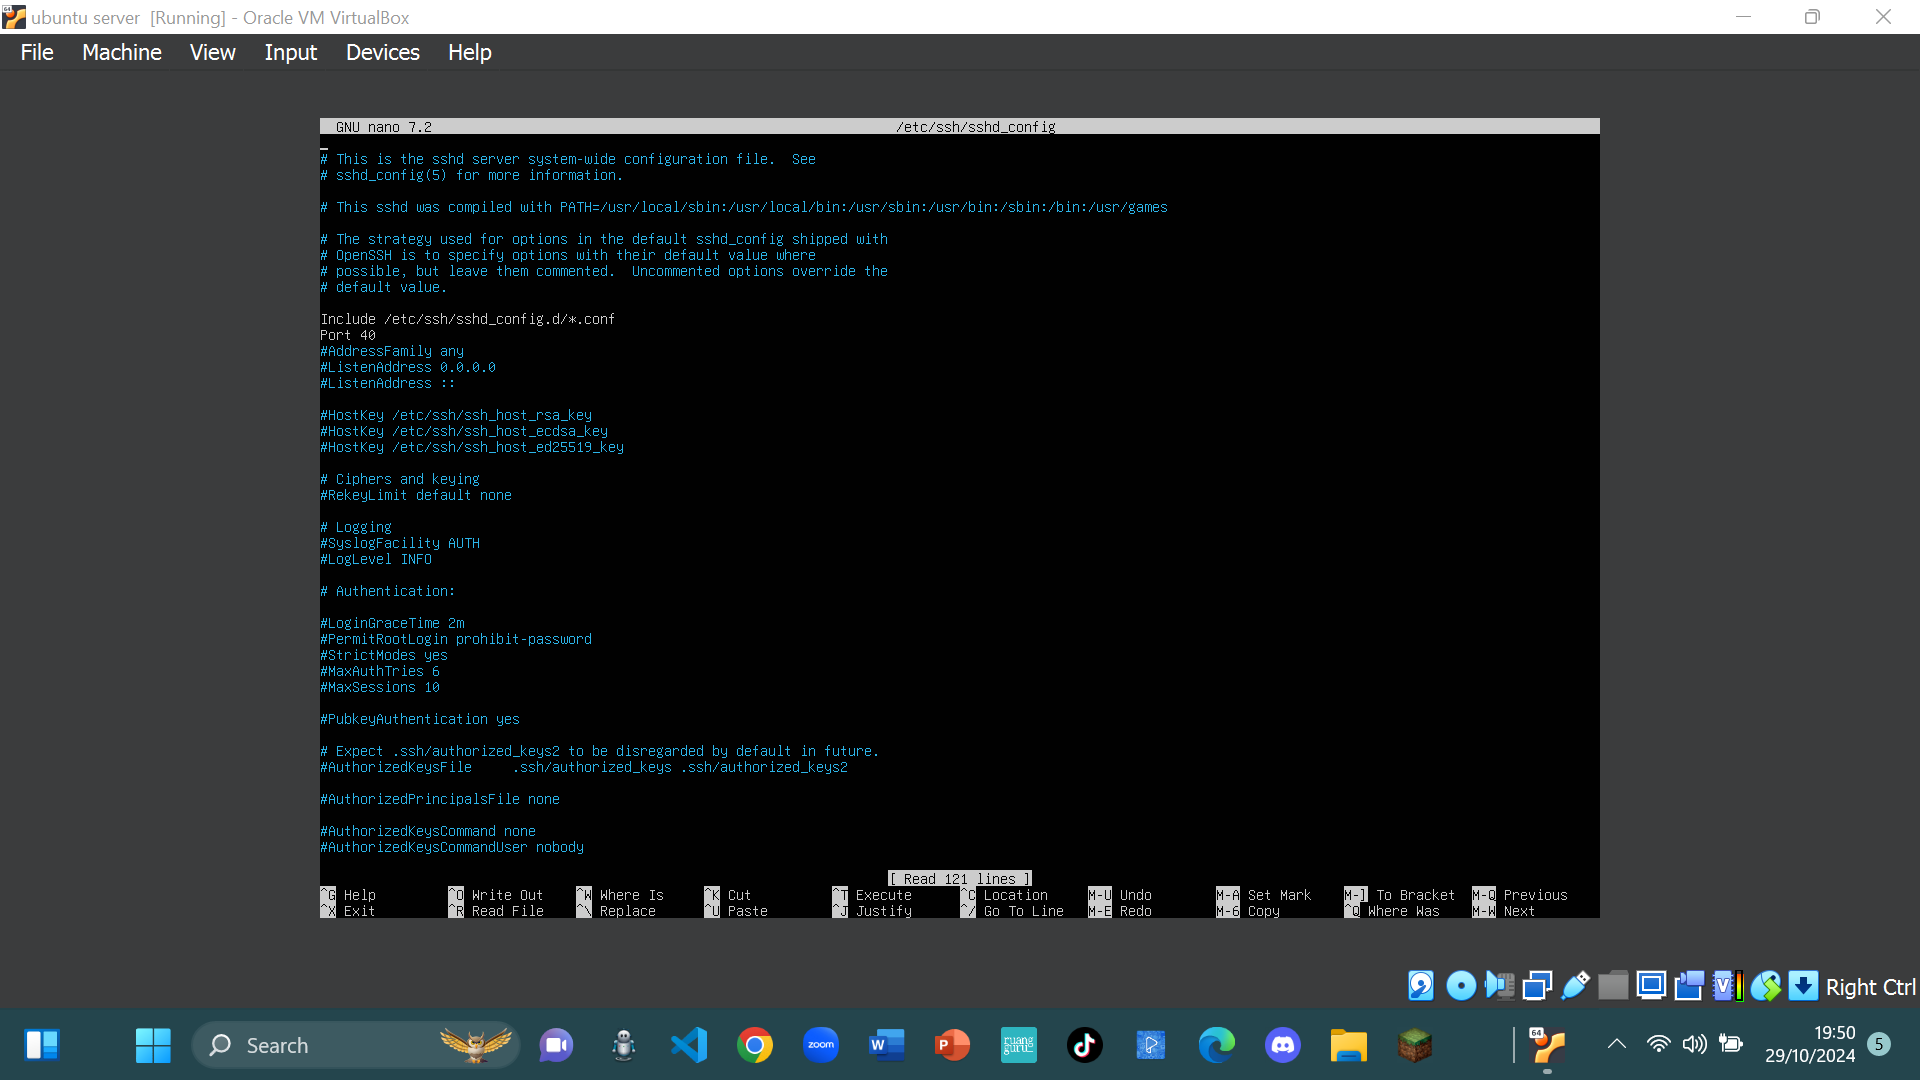 ubuntu server [Running] - Oracle VM VirtualBox
File Machine View Input Devices Help
GNU nano 7.2 /etc/ssh/sshd_config
# This is the sshd server system-wide configuration file.  See
# sshd_config(5) for more information.
# This sshd was compiled with PATH=/usr/local/sbin:/usr/local/bin:/usr/sbin:/usr/bin:/sbin:/bin:/usr/games
# The strategy used for options in the default sshd_config shipped with
# OpenSSH is to specify options with their default value where
# possible, but leave them commented.  Uncommented options override the
# default value.
Include /etc/ssh/sshd_config.d/*.conf
Port 40
#AddressFamily any
#ListenAddress 0.0.0.0
#ListenAddress ::
#HostKey /etc/ssh/ssh_host_rsa_key
#HostKey /etc/ssh/ssh_host_ecdsa_key
#HostKey /etc/ssh/ssh_host_ed25519_key
# Ciphers and keying
#RekeyLimit default none
# Logging
#SyslogFacility AUTH
#LogLevel INFO
# Authentication:
#LoginGraceTime 2m
#PermitRootLogin prohibit-password
#StrictModes yes
#MaxAuthTries 6
#MaxSessions 10
#PubkeyAuthentication yes
# Expect .ssh/authorized_keys2 to be disregarded by default in future.
#AuthorizedKeysFile     .ssh/authorized_keys .ssh/authorized_keys2
#AuthorizedPrincipalsFile none
#AuthorizedKeysCommand none
#AuthorizedKeysCommandUser nobody
[ Read 121 lines ]
^G Help ^O Write Out ^W Where Is ^K Cut ^T Execute ^C Location M-U Undo M-A Set Mark M-] To Bracket M-Q Previous
^X Exit ^R Read File ^\ Replace ^U Paste ^J Justify ^/ Go To Line M-E Redo M-6 Copy ^Q Where Was M-W Next
Right Ctrl
Search
zoom
ruang guru
64
19:50
29/10/2024
5